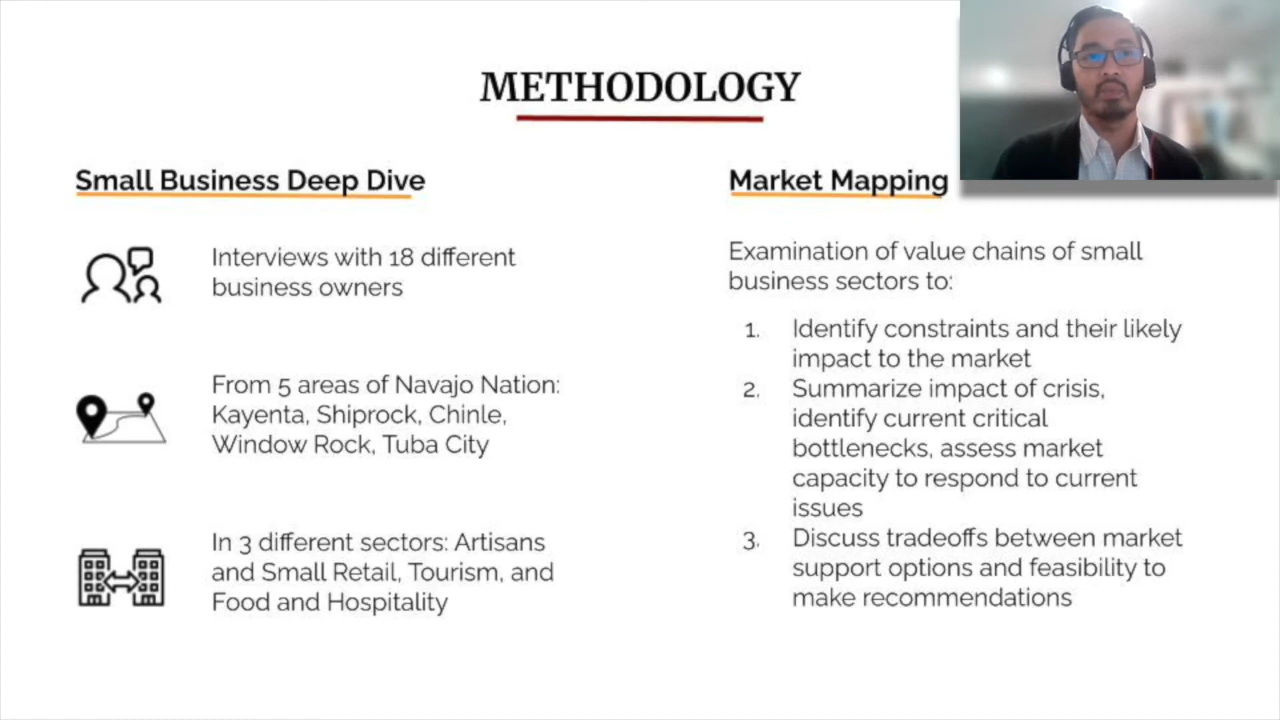 METHODOLOGY
Small Business Deep Dive
Interviews with 18 different
business owners
From 5 areas of Navajo Nation:
Kayenta, Shiprock, Chinle,
Window Rock, Tuba City
In 3 different sectors: Artisans
and Small Retail, Tourism, and
Food and Hospitality
Market Mapping
Examination of value chains of small
business sectors to:
1. Identify constraints and their likely
impact to the market
2. Summarize impact of crisis,
identify current critical
bottlenecks, assess market
capacity to respond to current
issues
3. Discuss tradeoffs between market
support options and feasibility to
make recommendations